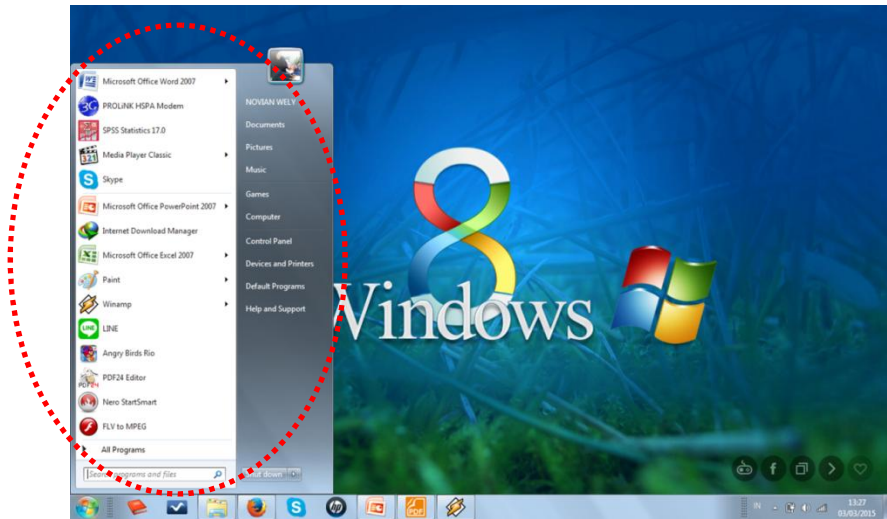 Microsoft Office Word 2007
PROLiNK HSPA Modem
SPSS Statistics 17.0
Media Player Classic
Skype
Microsoft Office PowerPoint 2007
Internet Download Manager
Microsoft Office Excel 2007
Paint
Winamp
LINE
Angry Birds Rio
PDF24 Editor
Nero StartSmart
FLV to MPEG
All Programs
Search programs and files
NOVIAN WELY
Documents
Pictures
Music
Games
Computer
Control Panel
Devices and Printers
Default Programs
Help and Support
Shut down
8
Windows
IN
13:27
03/03/2015